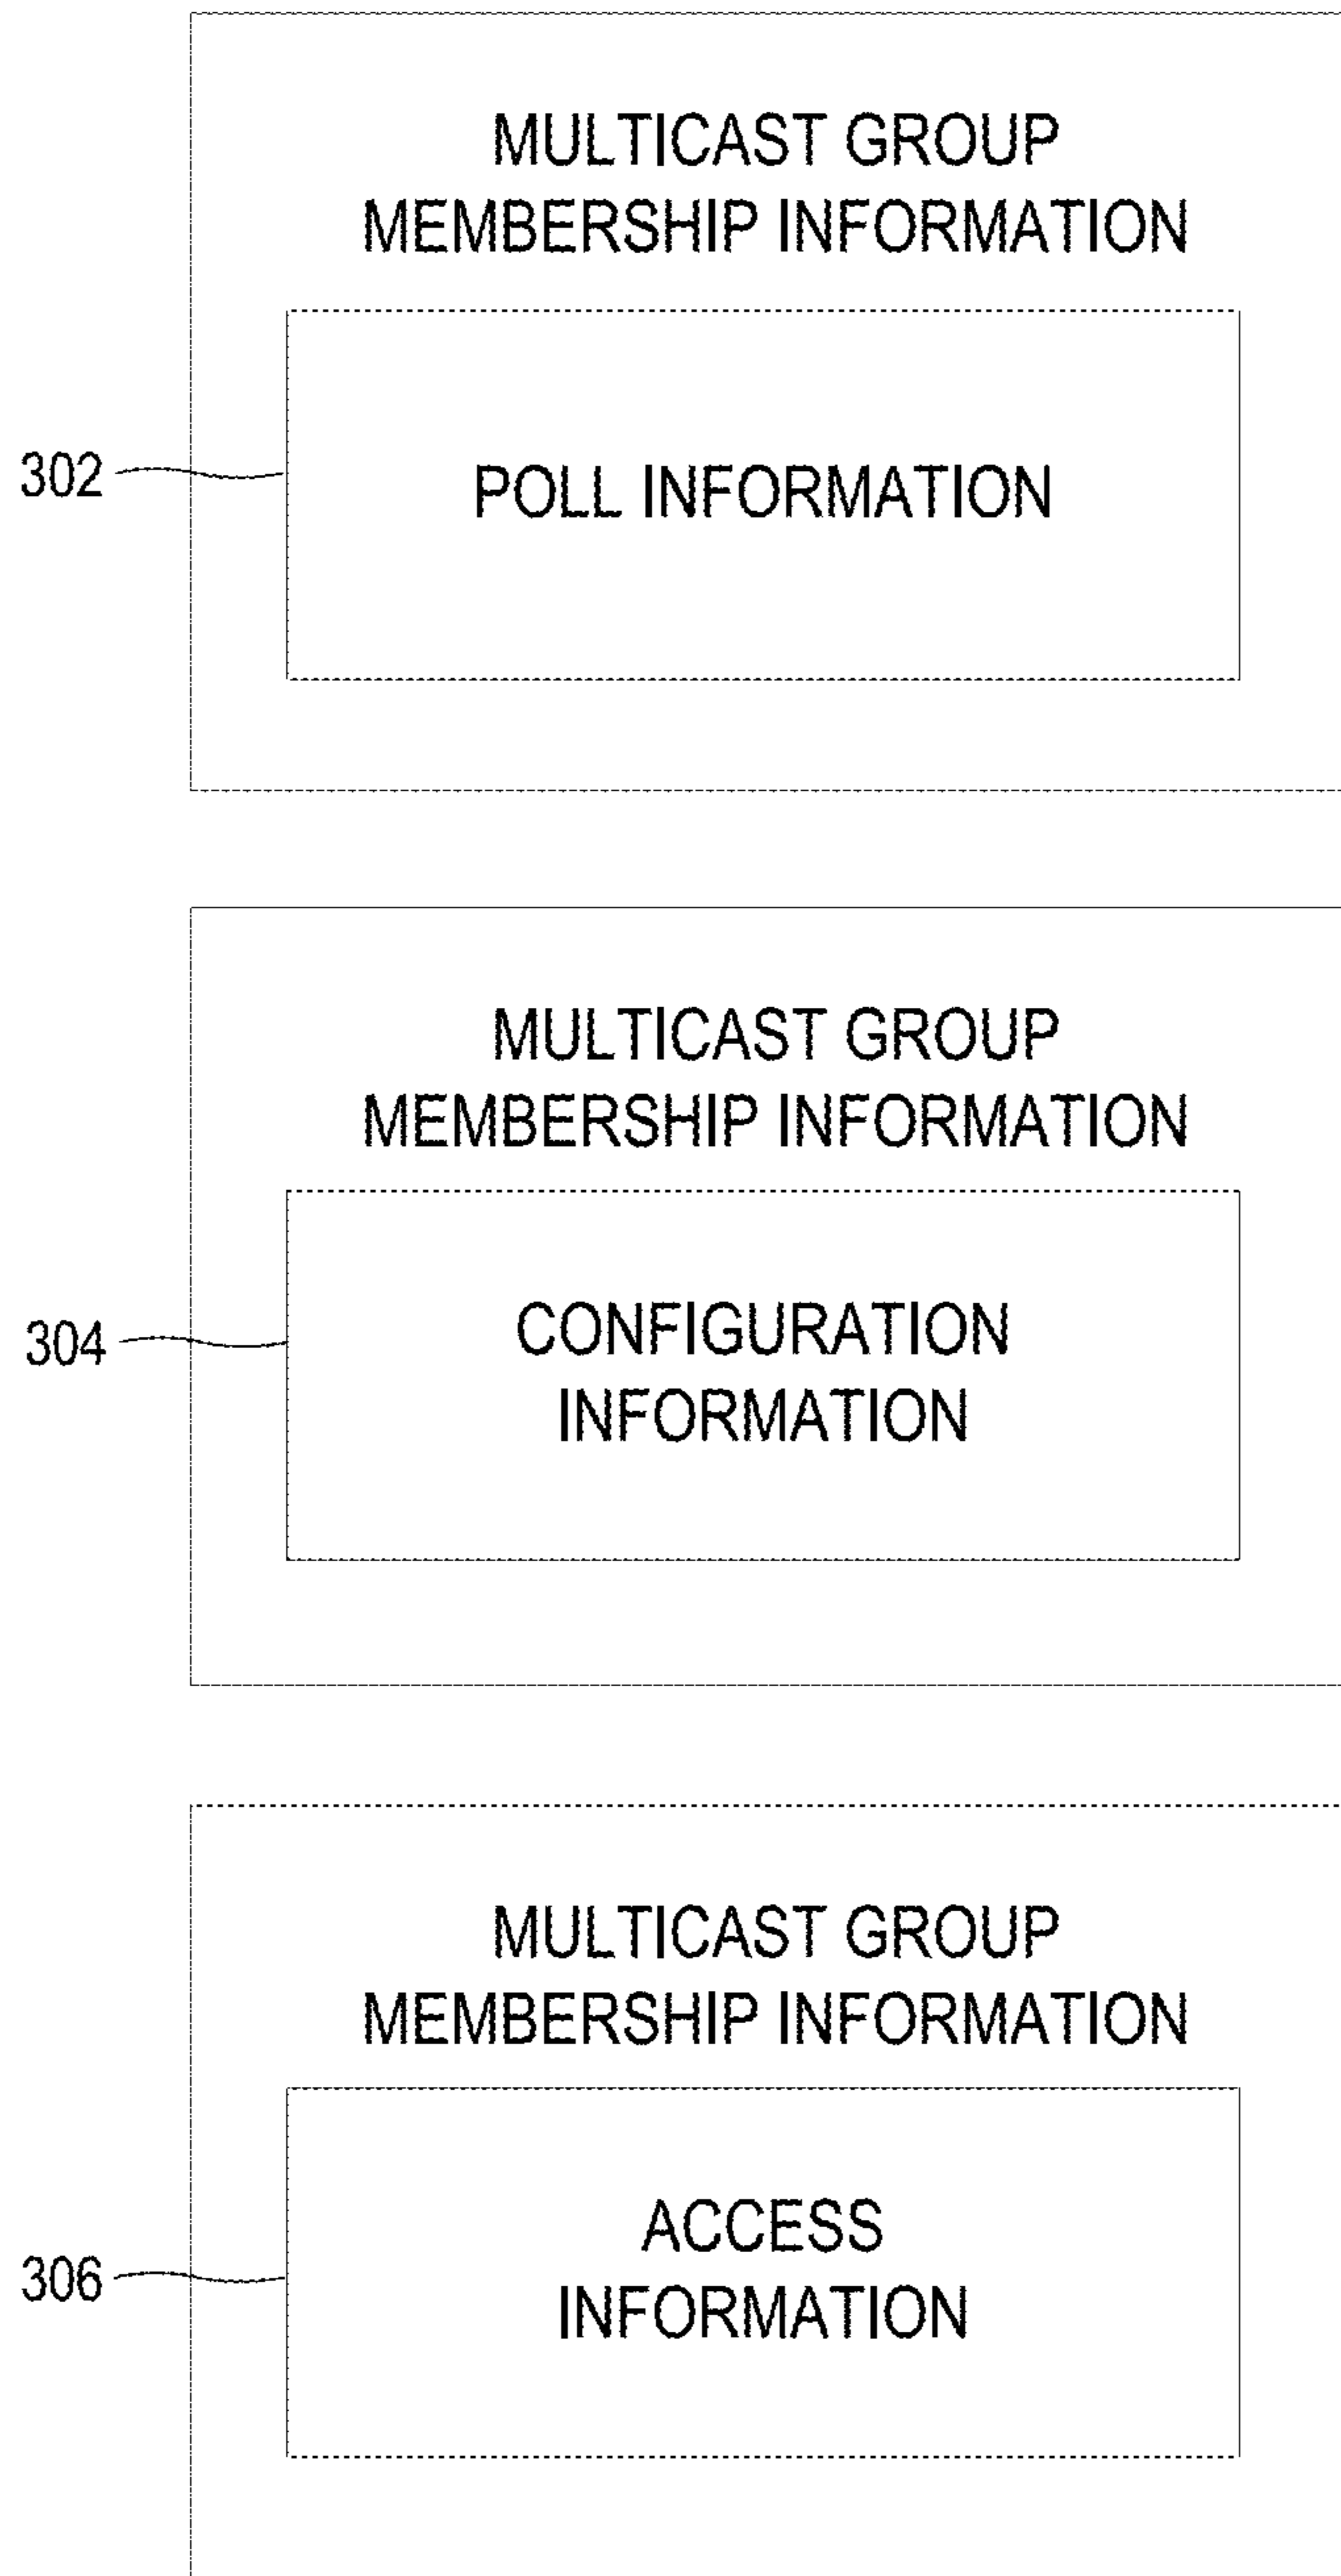 MULTICAST GROUP
MEMBERSHIP INFORMATION
302
POLL INFORMATION
MULTICAST GROUP
MEMBERSHIP INFORMATION
304
CONFIGURATION
INFORMATION
MULTICAST GROUP
MEMBERSHIP INFORMATION
306
ACCESS
INFORMATION